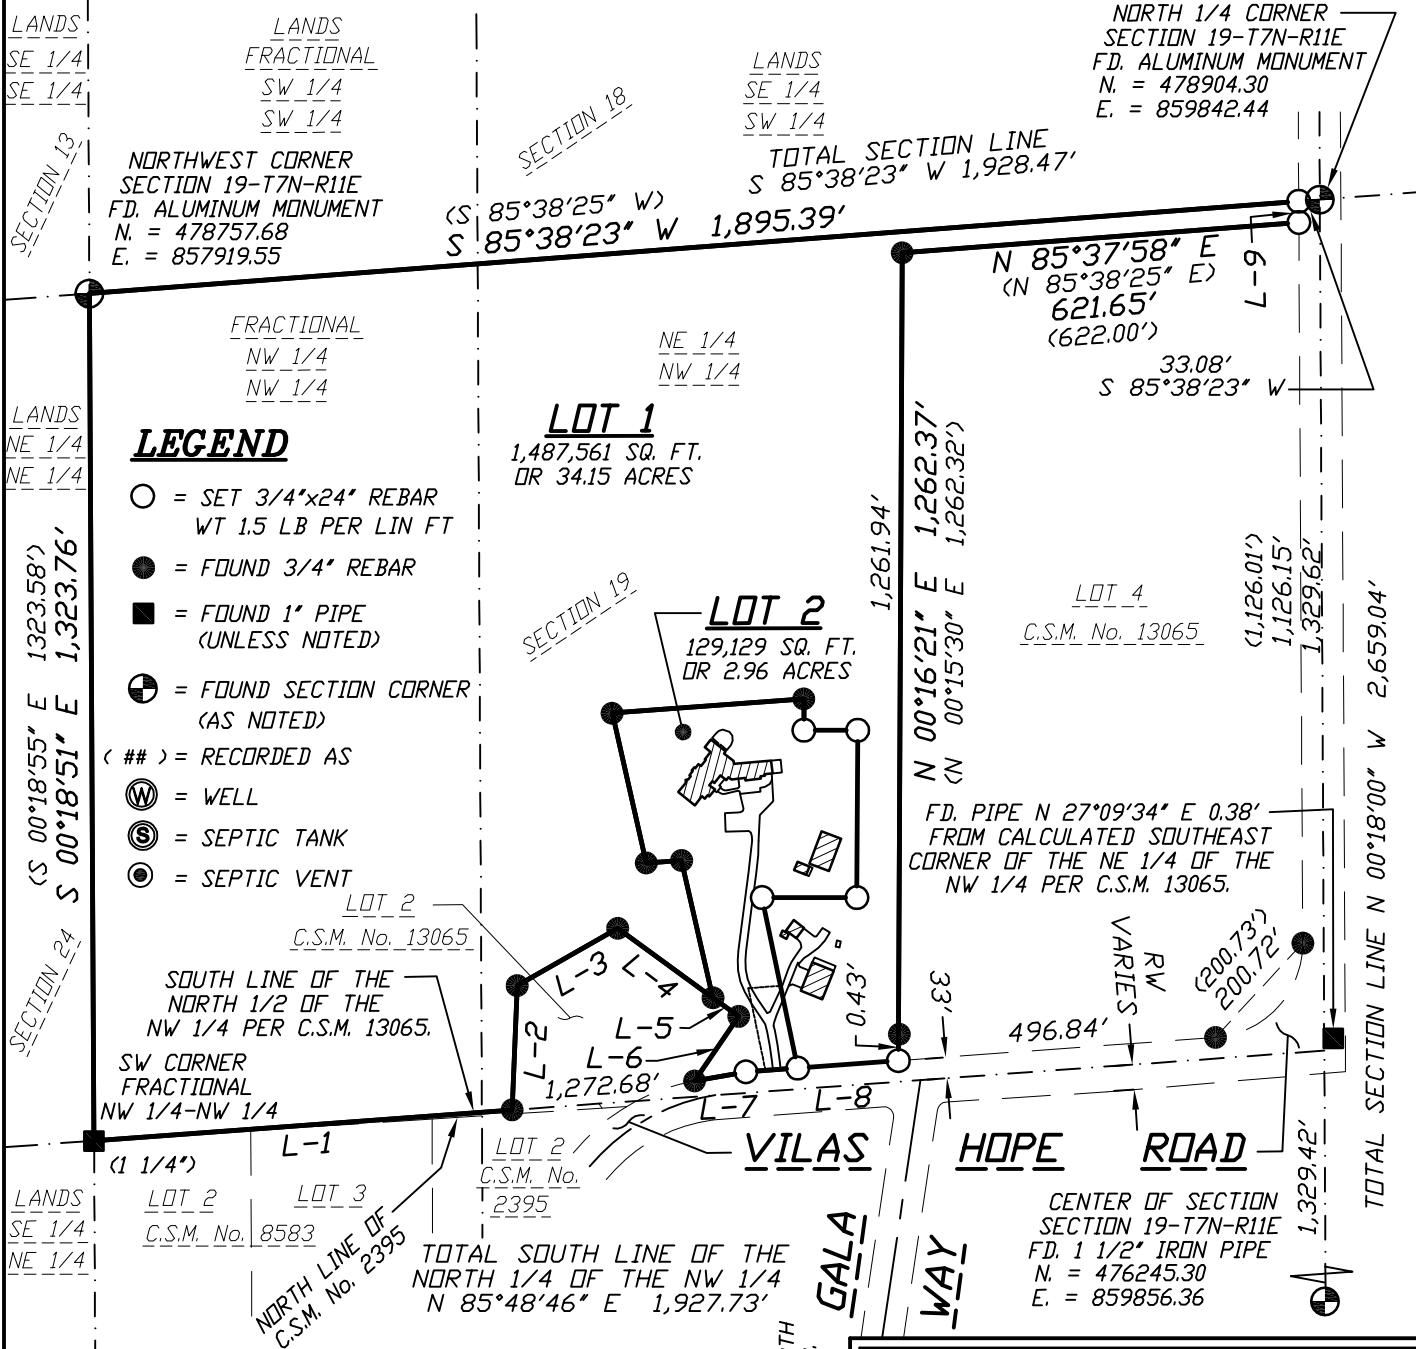 LANDS
SE 1/4
SE 1/4
LANDS
FRACTIONAL
SW 1/4
SW 1/4
LANDS
SE 1/4
SW 1/4
NORTH 1/4 CORNER
SECTION 19-T7N-R11E
FD. ALUMINUM MONUMENT
N. = 478904.30
E. = 859842.44
SECTION 13
SECTION 18
NORTHWEST CORNER
SECTION 19-T7N-R11E
FD. ALUMINUM MONUMENT
N. = 478757.68
E. = 857919.55
TOTAL SECTION LINE
S 85°38'23" W 1,928.47'
(S 85°38'25" W)
S 85°38'23" W 1,895.39'
N 85°37'58" E
(N 85°38'25" E)
621.65'
(622.00')
L-9
33.08'
S 85°38'23" W
FRACTIONAL
NW 1/4
NW 1/4
NE 1/4
NW 1/4
LANDS
NE 1/4
NE 1/4
LOT 1
1,487,561 SQ. FT.
OR 34.15 ACRES
LEGEND
= SET 3/4"x24" REBAR
WT 1.5 LB PER LIN FT
= FOUND 3/4" REBAR
= FOUND 1" PIPE
(UNLESS NOTED)
= FOUND SECTION CORNER
(AS NOTED)
( ## ) = RECORDED AS
W = WELL
S = SEPTIC TANK
= SEPTIC VENT
(S 00°18'55" E 1323.58')
S 00°18'51" E 1,323.76'
SECTION 19
LOT 2
129,129 SQ. FT.
OR 2.96 ACRES
1,261.94'
N 00°16'21" E 1,262.37'
(N 00°15'30" E 1,262.32')
LOT 4
C.S.M. No. 13065
(1,126.01')
1,126.15'
1,329.62'
TOTAL SECTION LINE N 00°18'00" W 2,659.04'
FD. PIPE N 27°09'34" E 0.38'
FROM CALCULATED SOUTHEAST
CORNER OF THE NE 1/4 OF THE
NW 1/4 PER C.S.M. 13065.
LOT 2
C.S.M. No. 13065
SECTION 24
SOUTH LINE OF THE
NORTH 1/2 OF THE
NW 1/4 PER C.S.M. 13065.
SW CORNER
FRACTIONAL
NW 1/4-NW 1/4
L-1
L-2
L-3
L-4
L-5
L-6
1,272.68'
L-7
L-8
0.43'
33'
496.84'
RW
VARIES
(200.73')
200.72'
(1 1/4")
LANDS
SE 1/4
NE 1/4
LOT 2
LOT 3
C.S.M. No. 8583
LOT 2
C.S.M. No.
2395
VILAS HOPE ROAD
NORTH LINE OF
C.S.M. No. 2395
TOTAL SOUTH LINE OF THE
NORTH 1/4 OF THE NW 1/4
N 85°48'46" E 1,927.73'
GALA
WAY
CENTER OF SECTION
SECTION 19-T7N-R11E
FD. 1 1/2" IRON PIPE
N. = 476245.30
E. = 859856.36
1,329.42'